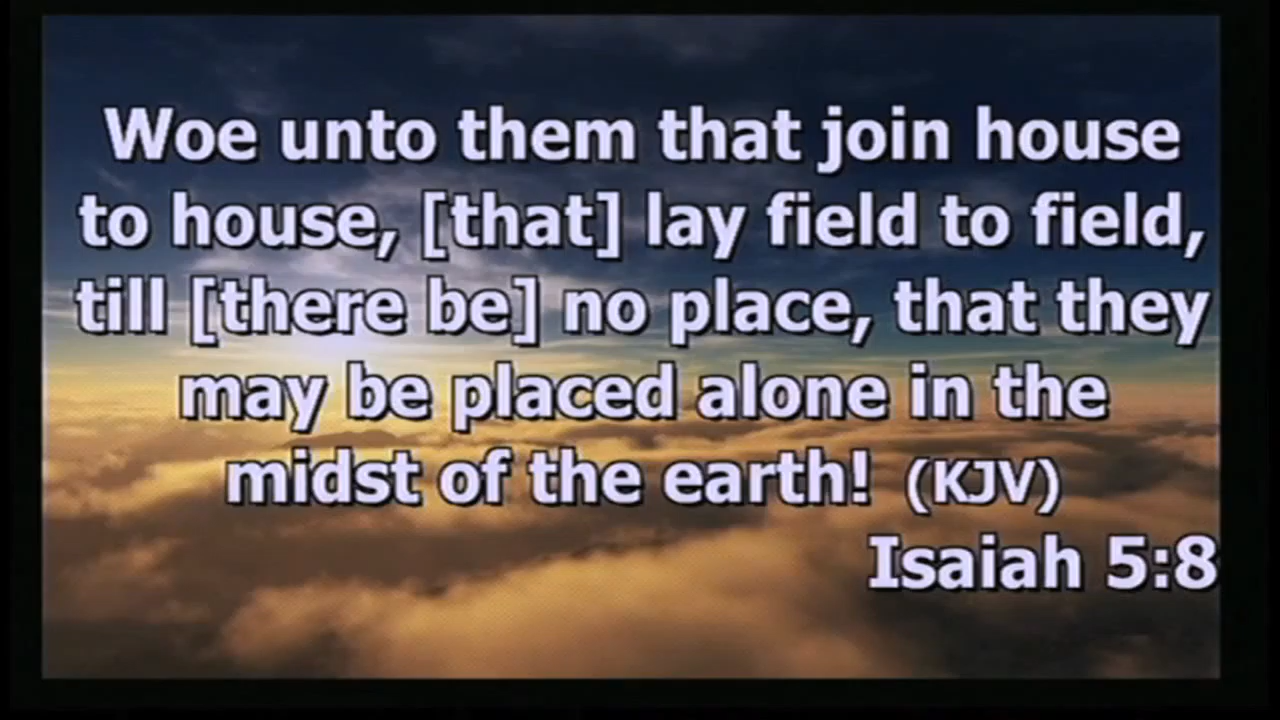 Woe unto them that join house
to house, [that] lay field to field,
till [there be] no place, that they
may be placed alone in the
midst of the earth! (KJV)
Isaiah 5:8